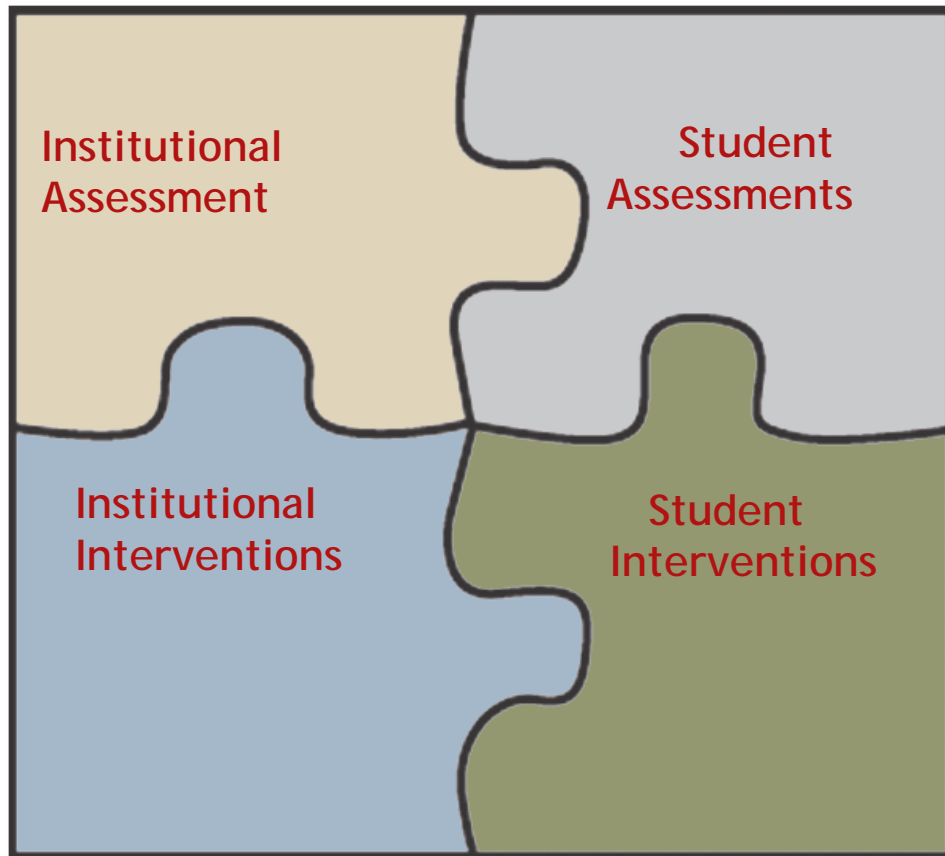 Institutional
Assessment
Student
Assessments
Institutional
Interventions
Student
Interventions